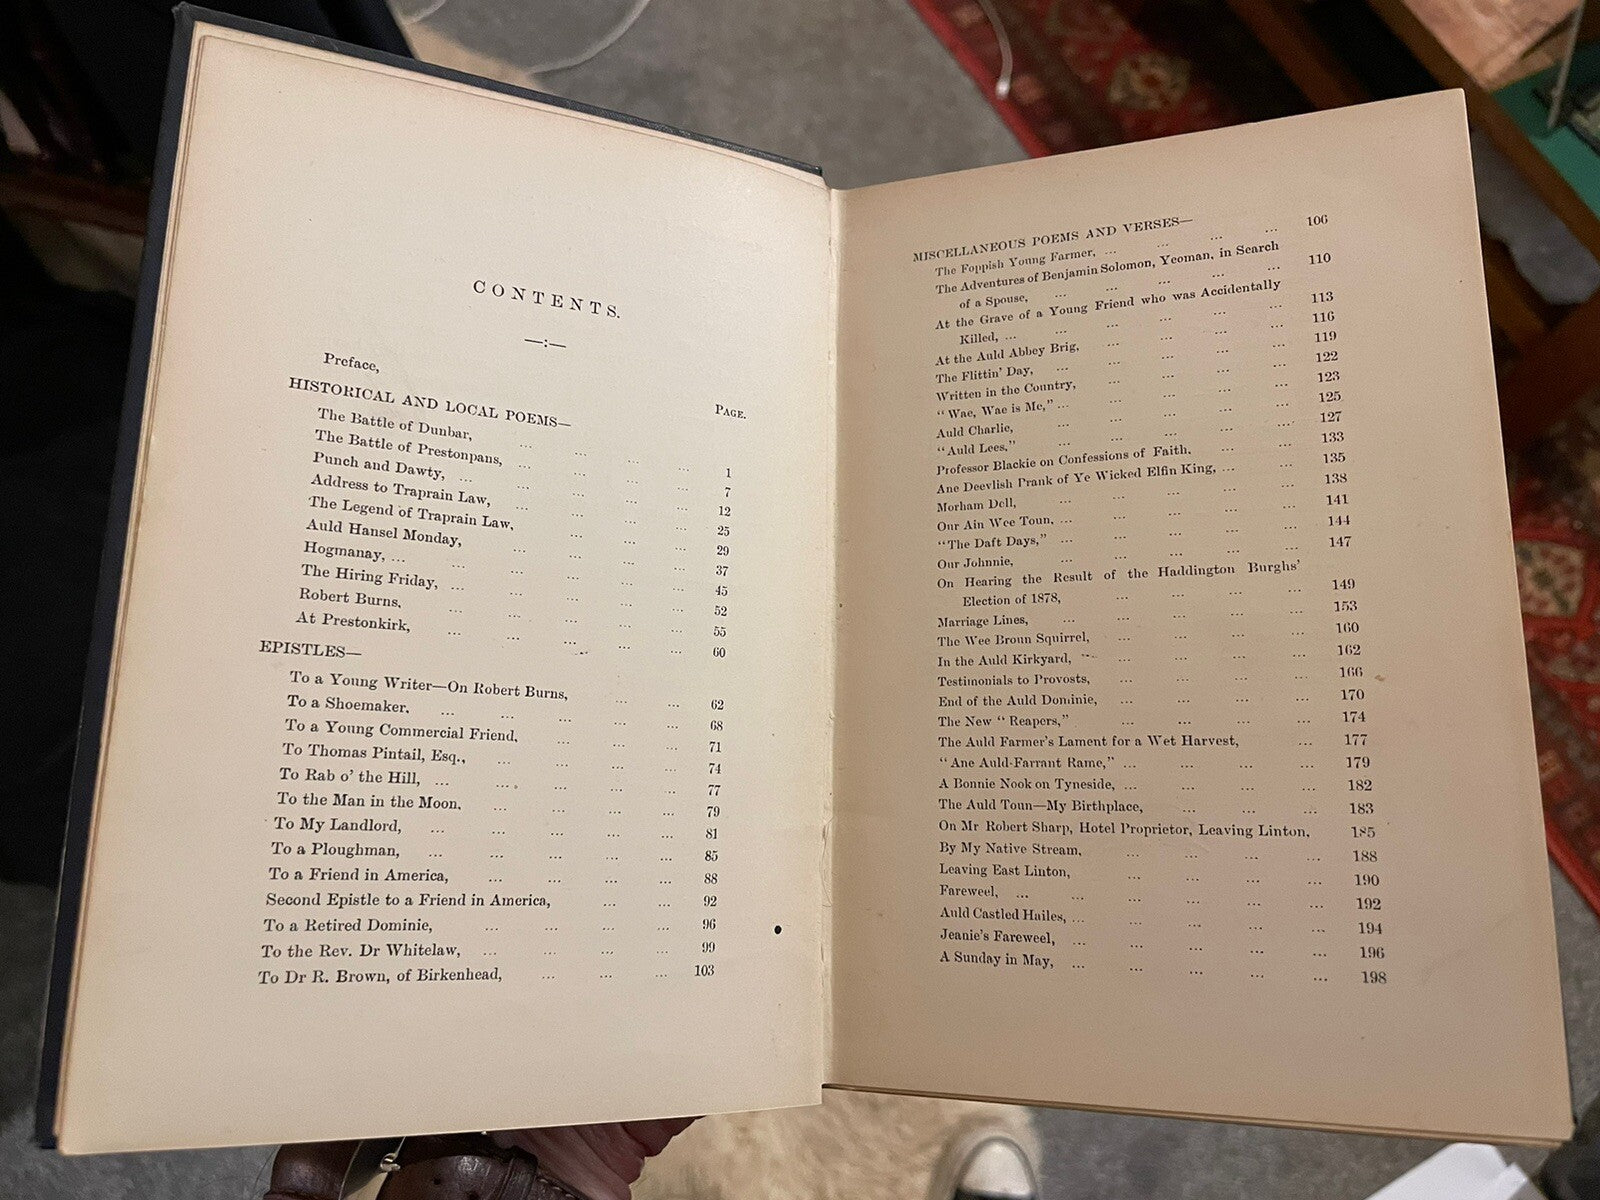 CONTENTS.
—:—
Preface,
PAGE.
HISTORICAL AND LOCAL POEMS—
The Battle of Dunbar, ... ... ... ... 1
The Battle of Prestonpans, ... ... ... ... 7
Punch and Dawty, ... ... ... ... ... 12
Address to Traprain Law, ... ... ... ... 25
The Legend of Traprain Law, ... ... ... 29
Auld Hansel Monday, ... ... ... ... 37
Hogmanay, ... ... ... ... ... ... 45
The Hiring Friday, ... ... ... ... ... 52
Robert Burns, ... ... ... ... ... 55
At Prestonkirk, ... ... ... ... ... 60
EPISTLES—
To a Young Writer—On Robert Burns, ... ... 62
To a Shoemaker, ... ... ... ... ... 68
To a Young Commercial Friend, ... ... ... 71
To Thomas Pintail, Esq., ... ... ... ... 74
To Rab o' the Hill, ... ... ... ... ... 77
To the Man in the Moon, ... ... ... ... 79
To My Landlord, ... ... ... ... ... 81
To a Ploughman, ... ... ... ... ... 85
To a Friend in America, ... ... ... ... 88
Second Epistle to a Friend in America, ... ... 92
To a Retired Dominie, ... ... ... ... 96
To the Rev. Dr Whitelaw, ... ... ... ... 99
To Dr R. Brown, of Birkenhead, ... ... ... 103
MISCELLANEOUS POEMS AND VERSES—
The Foppish Young Farmer, ... ... ... ... 106
The Adventures of Benjamin Solomon, Yeoman, in Search
of a Spouse, ... ... ... ... ... 110
At the Grave of a Young Friend who was Accidentally
Killed, ... ... ... ... ... ... 113
At the Auld Abbey Brig, ... ... ... ... 116
The Flittin' Day, ... ... ... ... ... 119
Written in the Country, ... ... ... ... 122
"Wae, Wae is Me," ... ... ... ... ... 123
Auld Charlie, ... ... ... ... ... 125
"Auld Lees," ... ... ... ... ... 127
Professor Blackie on Confessions of Faith, ... ... 133
Ane Deevlish Prank of Ye Wicked Elfin King, ... ... 135
Morham Dell, ... ... ... ... ... 138
Our Ain Wee Toun, ... ... ... ... ... 141
"The Daft Days," ... ... ... ... ... 144
Our Johnnie, ... ... ... ... ... 147
On Hearing the Result of the Haddington Burghs'
Election of 1878, ... ... ... ... 149
Marriage Lines, ... ... ... ... ... 153
The Wee Broun Squirrel, ... ... ... ... 160
In the Auld Kirkyard, ... ... ... ... ... 162
Testimonials to Provosts, ... ... ... ... 166
End of the Auld Dominie, ... ... ... ... 170
The New "Reapers," ... ... ... ... 174
The Auld Farmer's Lament for a Wet Harvest, ... 177
"Ane Auld-Farrant Rame," ... ... ... ... 179
A Bonnie Nook on Tyneside, ... ... ... ... 182
The Auld Toun—My Birthplace, ... ... ... 183
On Mr Robert Sharp, Hotel Proprietor, Leaving Linton, 185
By My Native Stream, ... ... ... ... 188
Leaving East Linton, ... ... ... ... 190
Fareweel, ... ... ... ... ... ... 192
Auld Castled Hailes, ... ... ... ... ... 194
Jeanie's Fareweel, ... ... ... ... ... 196
A Sunday in May, ... ... ... ... ... 198